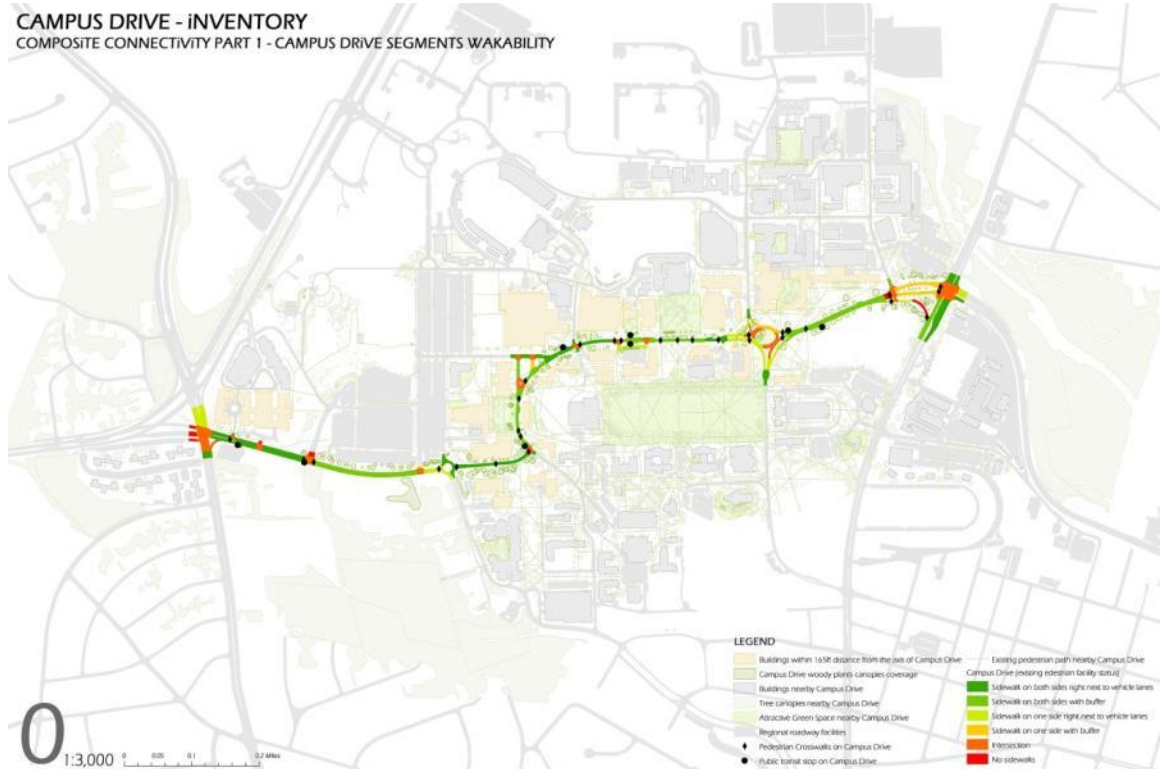 CAMPUS DRiVE - iNVENTORY
COMPOSiTE CONNECTiViTY PART 1 - CAMPUS DRiVE SEGMENTS WAKABILITY
LEGEND
Buildings within 165ft distance from the axis of Campus Drive
Campus Drive woody plants canopies coverage
Buildings nearby Campus Drive
Tree canopies nearby Campus Drive
Attractive Green Space nearby Campus Drive
Regional roadway facilities
Pedestrian Crosswalks on Campus Drive
Public transit stop on Campus Drive
Existing pedestrian path nearby Campus Drive
Campus Drive (existing edestrian facility status)
Sidewalk on both sides right next to vehicle lanes
Sidewalk on both sides with buffer
Sidewalk on one side right next to vehicle lanes
Sidewalk on one side with buffer
Intersection
No sidewalks
0 1:3,000
0 0.05 0.1 0.2 Miles